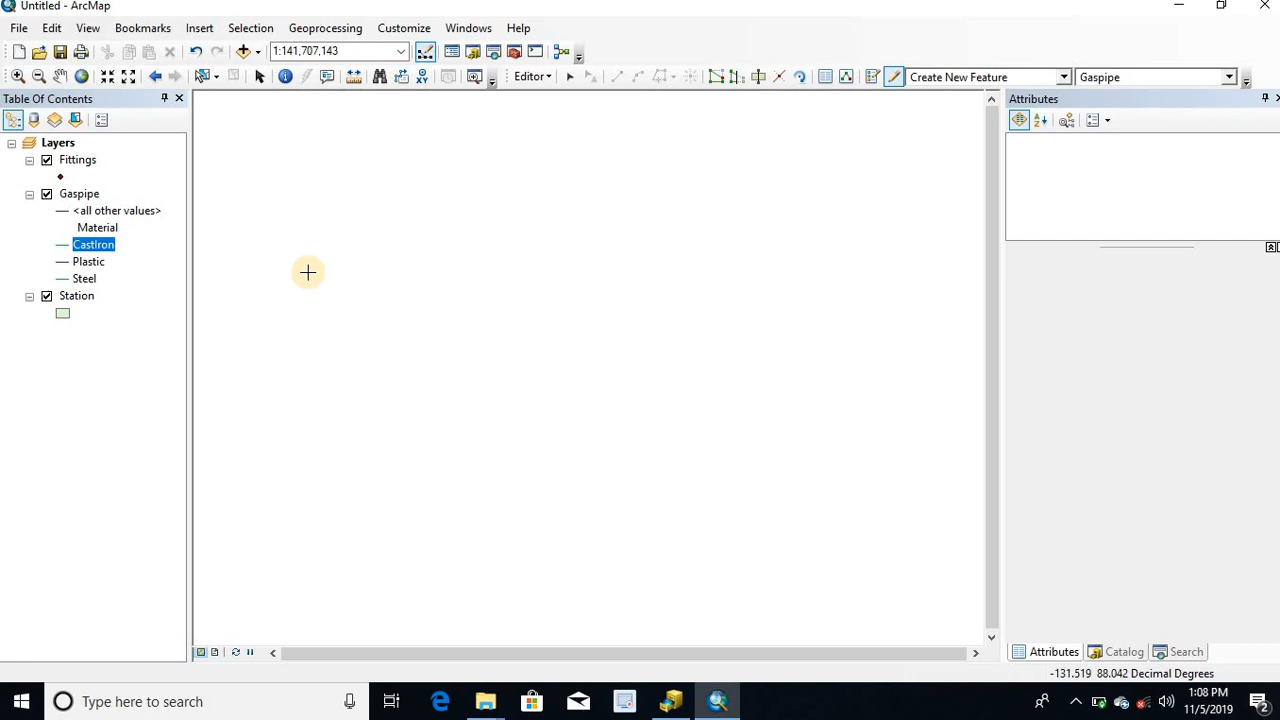 Untitled - ArcMap
File Edit View Bookmarks Insert Selection Geoprocessing Customize Windows Help
1:141,707,143
Editor Create New Feature Gaspipe
Table Of Contents
Layers
Fittings
Gaspipe
<all other values>
Material
CastIron
Plastic
Steel
Station
Attributes
Attributes Catalog Search
-131.519 88.042 Decimal Degrees
Type here to search
1:08 PM
11/5/2019
2